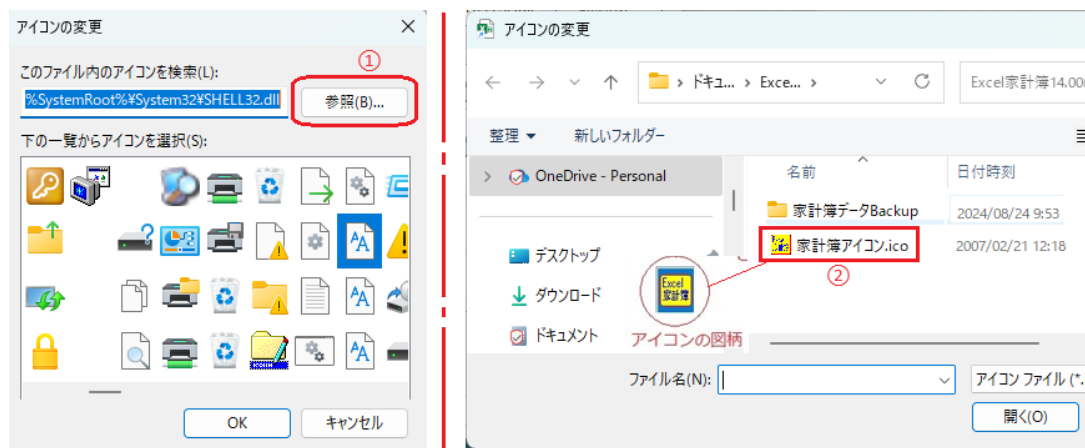 アイコンの変更
このファイル内のアイコンを検索(L):
①
%SystemRoot%¥System32¥SHELL32.dll
参照(B)...
下の一覧からアイコンを選択(S):
OK
キャンセル
アイコンの変更
ドキュ... Exce...
Excel家計簿14.00
整理
新しいフォルダー
OneDrive - Personal
名前
日付時刻
家計簿データBackup
2024/08/24 9:53
家計簿アイコン.ico
2007/02/21 12:18
②
デスクトップ
ダウンロード
ドキュメント
Excel
家計簿
アイコンの図柄
ファイル名(N):
アイコン ファイル (*.
開く(O)